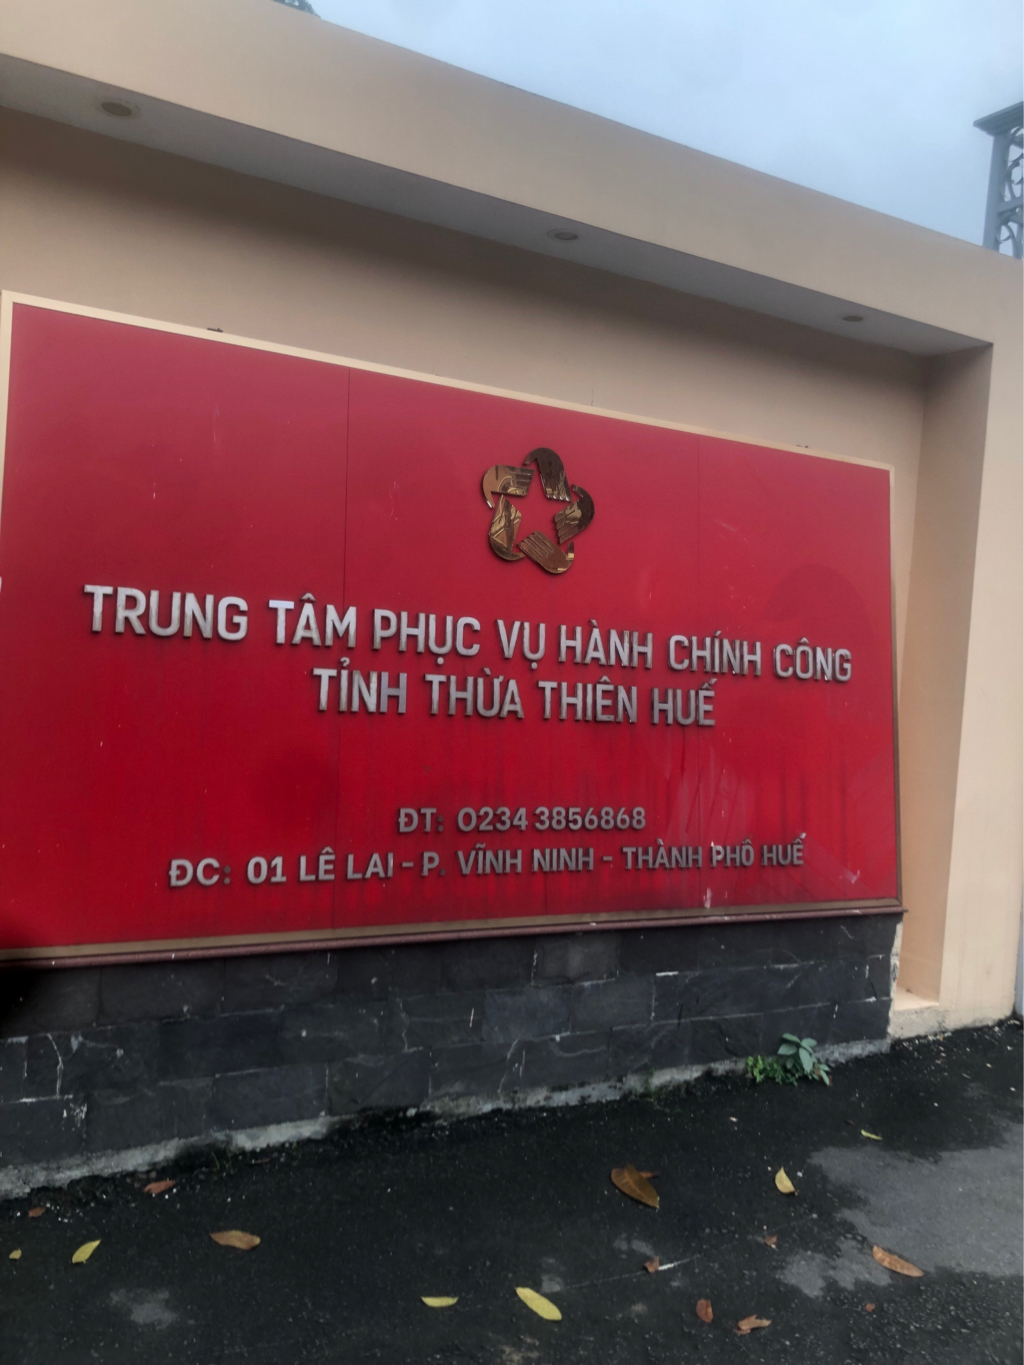 TRUNG TÂM PHỤC VỤ HÀNH CHÍNH CÔNG
TỈNH THỪA THIÊN HUẾ
ĐT: 0234 3856868
ĐC: 01 LÊ LAI - P. VĨNH NINH - THÀNH PHỐ HUẾ